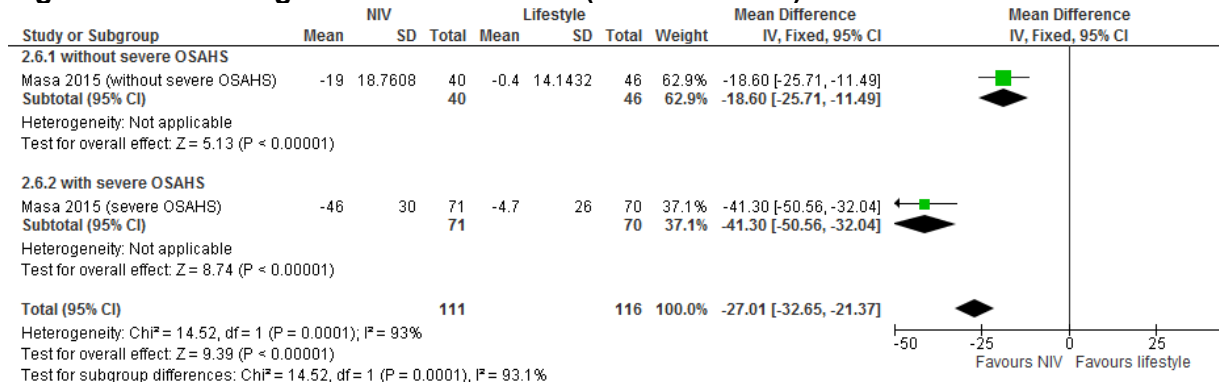 NIV Lifestyle Mean Difference Mean Difference
Study or Subgroup Mean SD Total Mean SD Total Weight IV, Fixed, 95% CI IV, Fixed, 95% CI
2.6.1 without severe OSAHS
Masa 2015 (without severe OSAHS) -19 18.7608 40 -0.4 14.1432 46 62.9% -18.60 [-25.71, -11.49]
Subtotal (95% CI) 40 46 62.9% -18.60 [-25.71, -11.49]
Heterogeneity: Not applicable
Test for overall effect: Z = 5.13 (P < 0.00001)
2.6.2 with severe OSAHS
Masa 2015 (severe OSAHS) -46 30 71 -4.7 26 70 37.1% -41.30 [-50.56, -32.04]
Subtotal (95% CI) 71 70 37.1% -41.30 [-50.56, -32.04]
Heterogeneity: Not applicable
Test for overall effect: Z = 8.74 (P < 0.00001)
Total (95% CI) 111 116 100.0% -27.01 [-32.65, -21.37]
Heterogeneity: Chi² = 14.52, df = 1 (P = 0.0001); I² = 93%
Test for overall effect: Z = 9.39 (P < 0.00001)
Test for subgroup differences: Chi² = 14.52, df = 1 (P = 0.0001), I² = 93.1%
-50 -25 0 25
Favours NIV Favours lifestyle